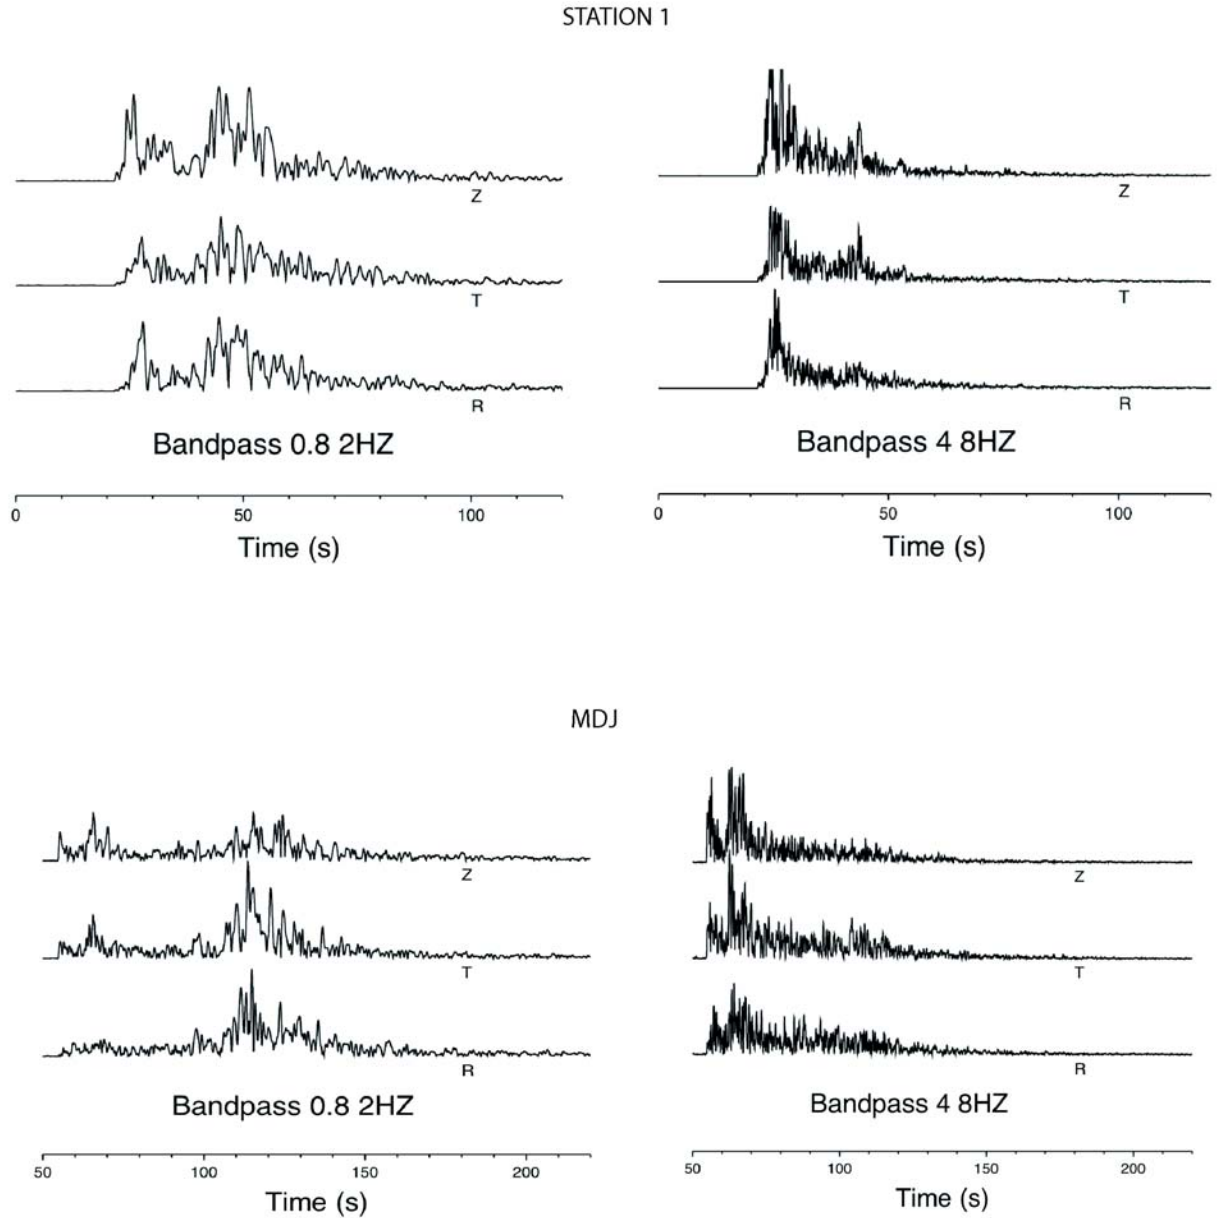 STATION 1
Z
T
R
Bandpass 0.8 2HZ
0 50 100
Time (s)
Z
T
R
Bandpass 4 8HZ
0 50 100
Time (s)
MDJ
Z
T
R
Bandpass 0.8 2HZ
50 100 150 200
Time (s)
Z
T
R
Bandpass 4 8HZ
50 100 150 200
Time (s)